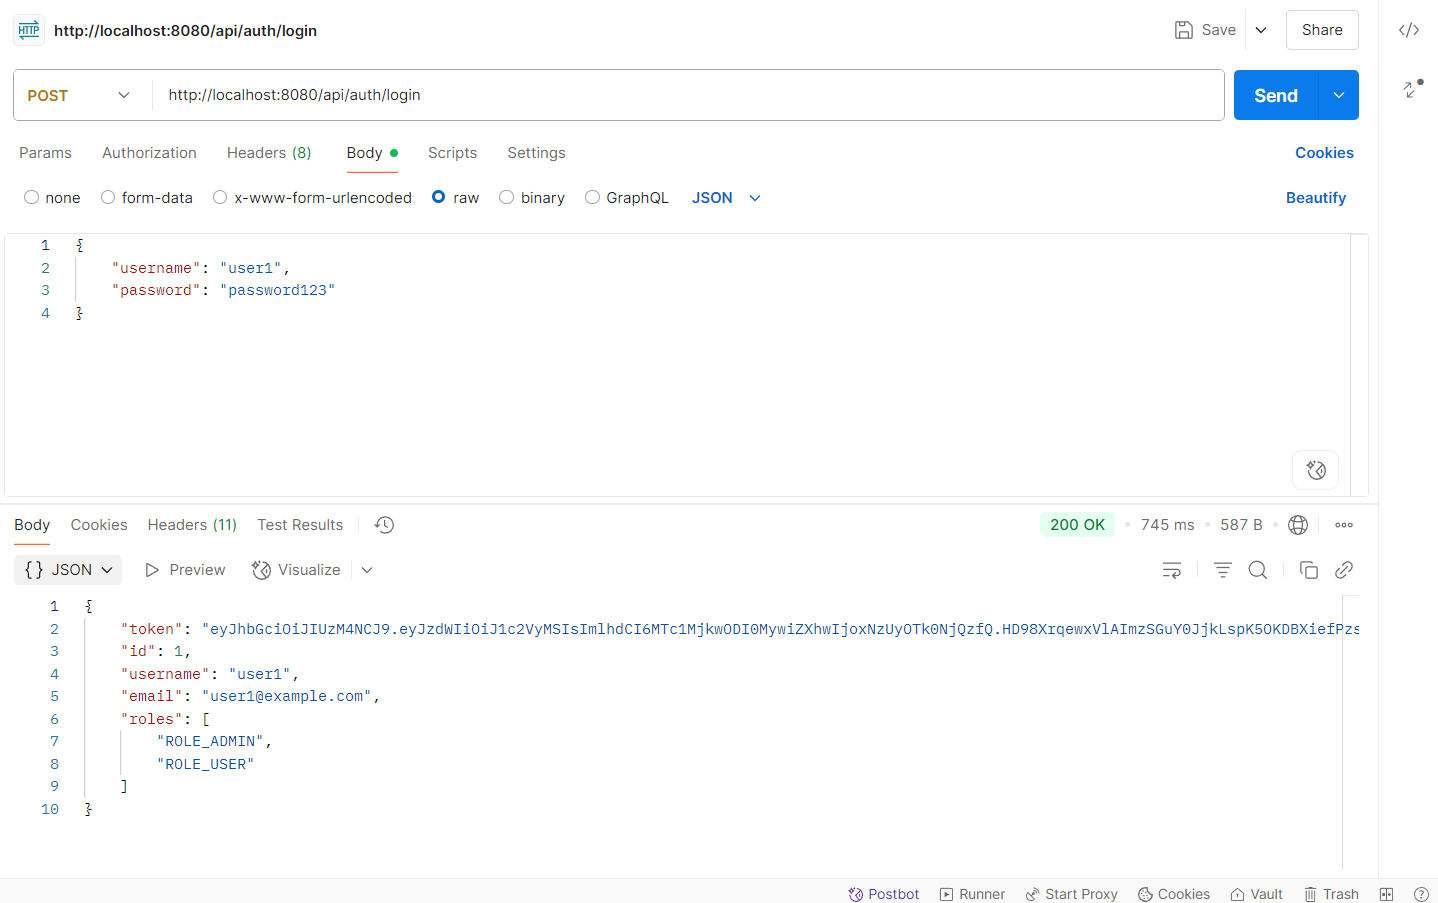 HTTP http://localhost:8080/api/auth/login Save Share
POST http://localhost:8080/api/auth/login Send
Params Authorization Headers (8) Body Scripts Settings Cookies
none form-data x-www-form-urlencoded raw binary GraphQL JSON Beautify
1 {
2 "username": "user1",
3 "password": "password123"
4 }
Body Cookies Headers (11) Test Results 200 OK 745 ms 587 B
{} JSON Preview Visualize
1 {
2 "token": "eyJhbGciOiJIUzM4NCJ9.eyJzdWIiOiJ1c2VyMSIsImlhdCI6MTc1MjkwODI0MywiZXhwIjoxNzUyOTk0NjQzfQ.HD98XrqewxVlAImzSGuY0JjkLspK5OKDBXiefPzs
3 "id": 1,
4 "username": "user1",
5 "email": "user1@example.com",
6 "roles": [
7 "ROLE_ADMIN",
8 "ROLE_USER"
9 ]
10 }
Postbot Runner Start Proxy Cookies Vault Trash